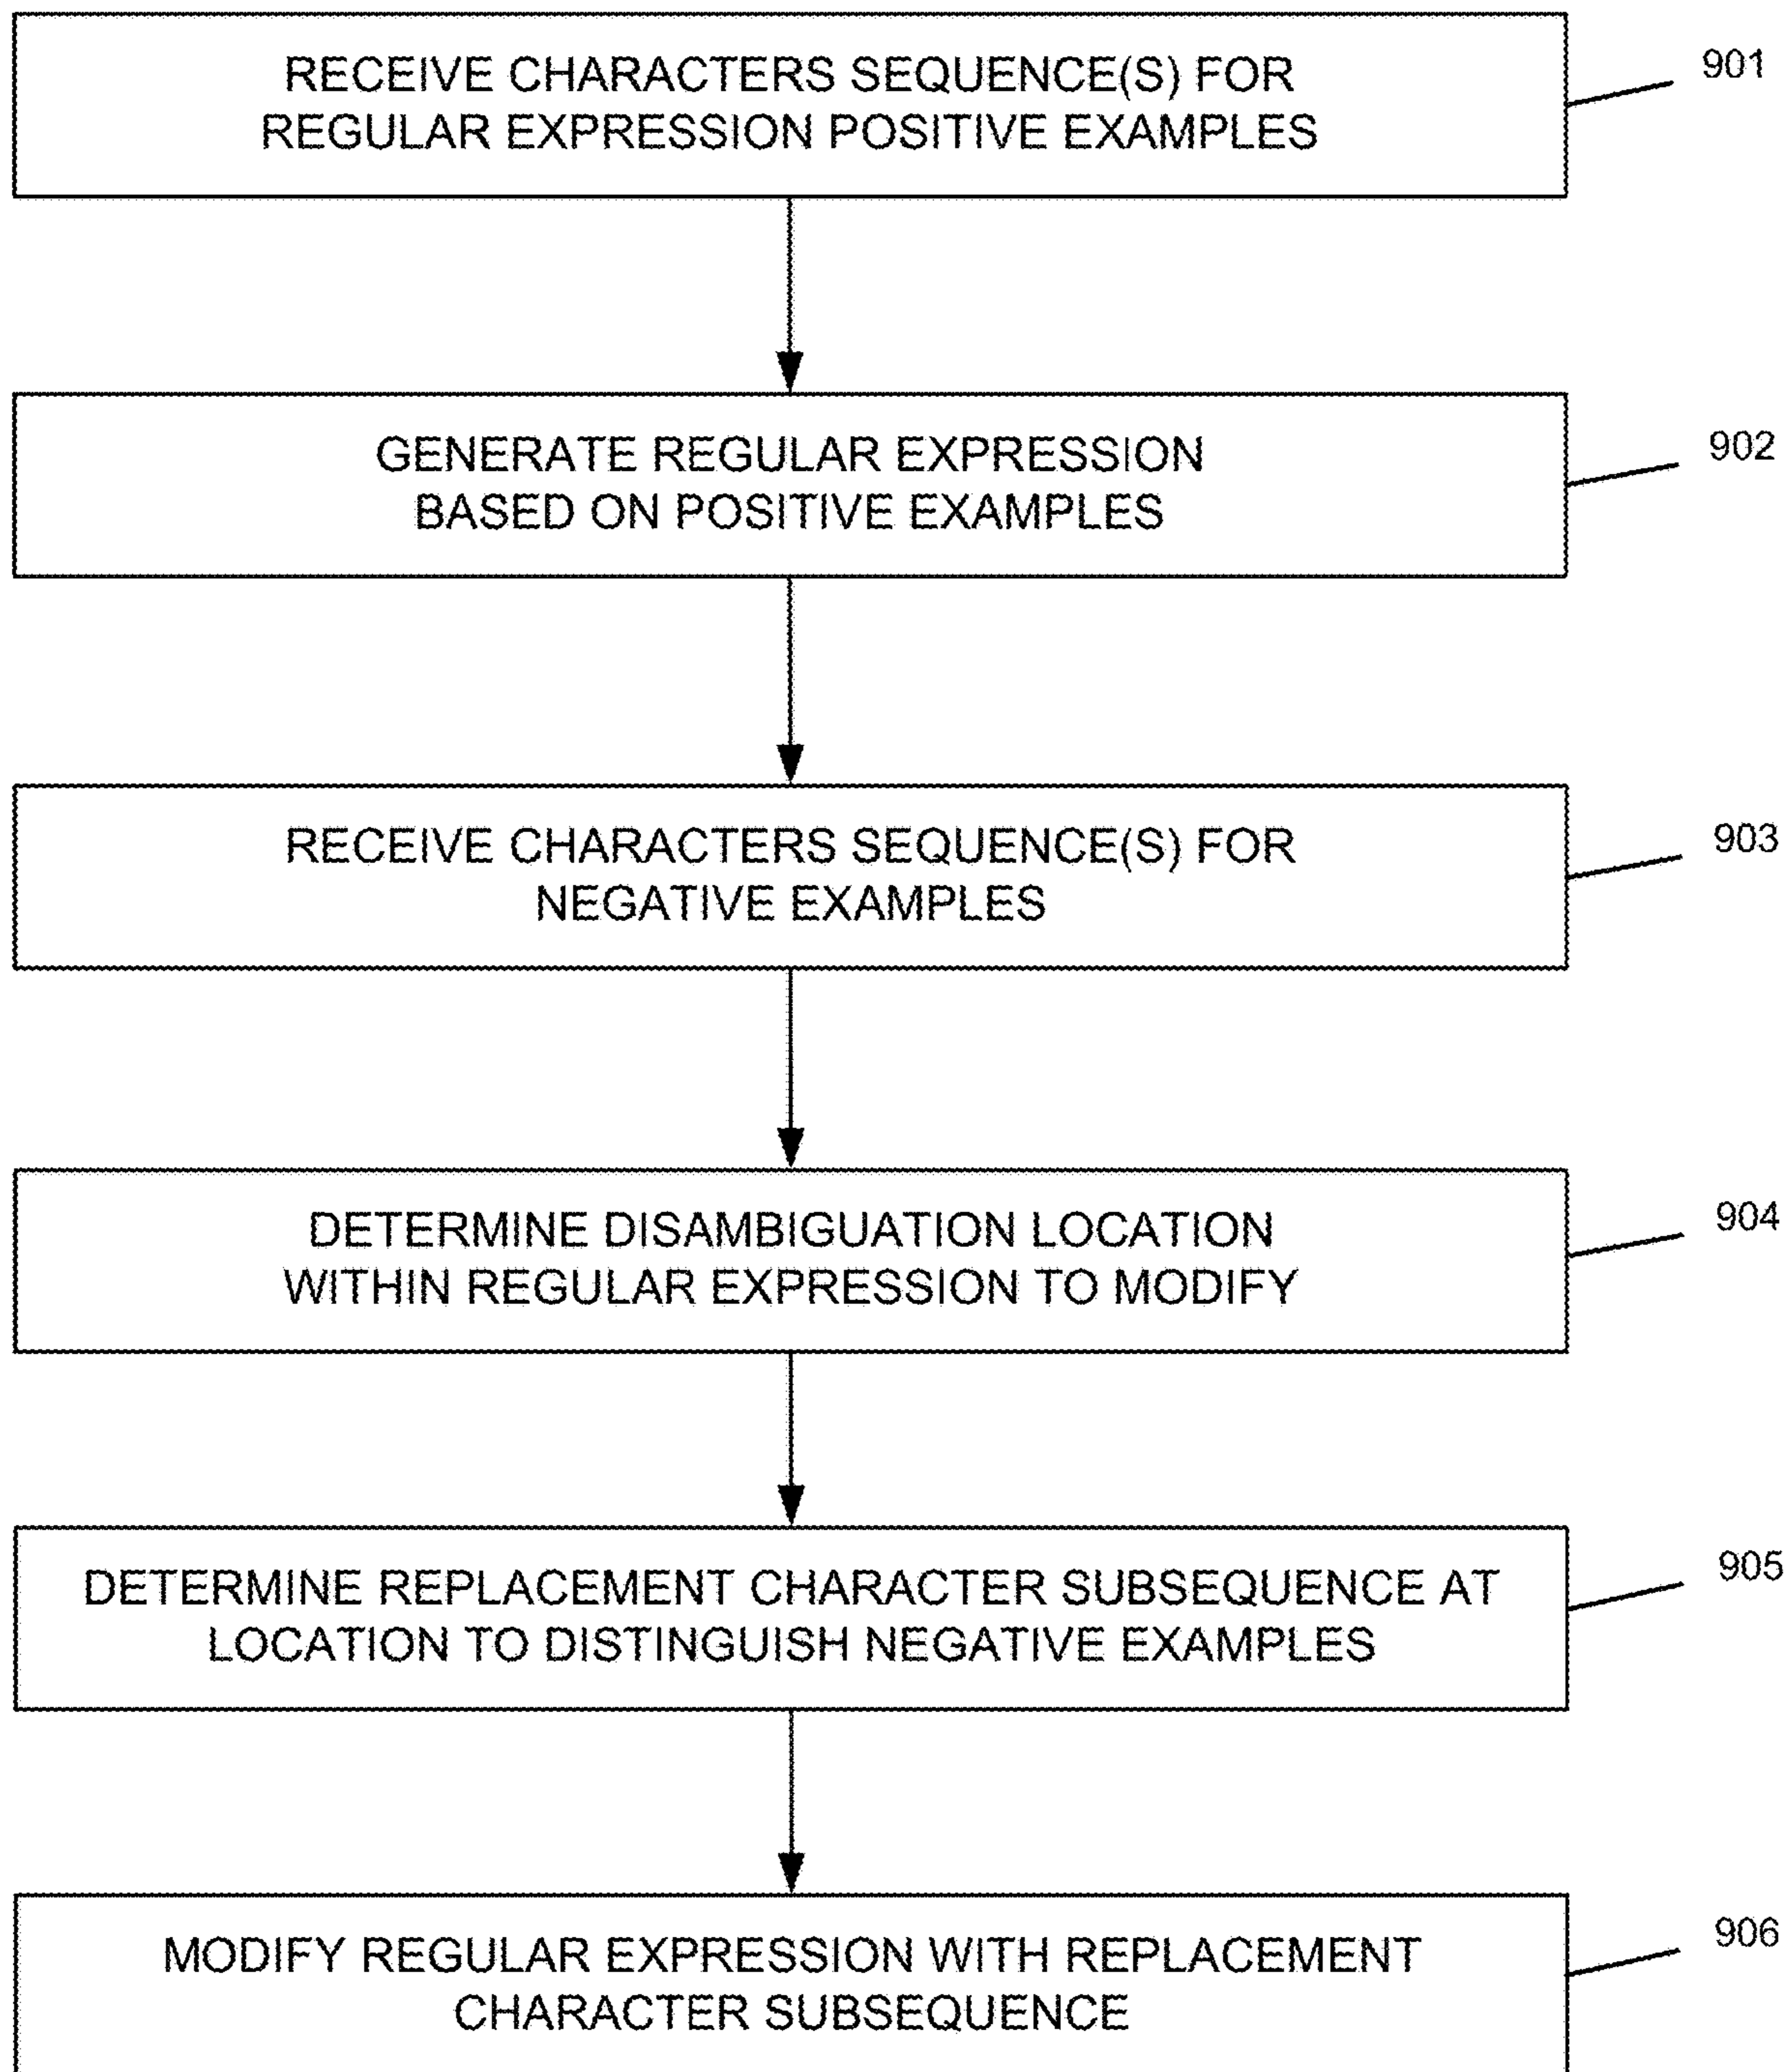 RECEIVE CHARACTERS SEQUENCE(S) FOR
REGULAR EXPRESSION POSITIVE EXAMPLES
901
GENERATE REGULAR EXPRESSION
BASED ON POSITIVE EXAMPLES
902
RECEIVE CHARACTERS SEQUENCE(S) FOR
NEGATIVE EXAMPLES
903
DETERMINE DISAMBIGUATION LOCATION
WITHIN REGULAR EXPRESSION TO MODIFY
904
DETERMINE REPLACEMENT CHARACTER SUBSEQUENCE AT
LOCATION TO DISTINGUISH NEGATIVE EXAMPLES
905
MODIFY REGULAR EXPRESSION WITH REPLACEMENT
CHARACTER SUBSEQUENCE
906